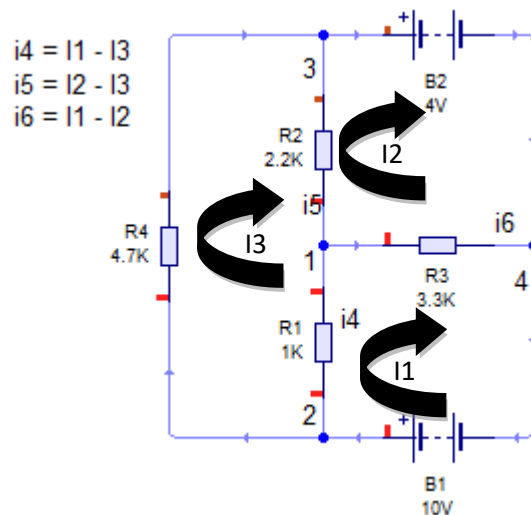 i4 = I1 - I3
i5 = I2 - I3
i6 = I1 - I2
3
+
B2
4V
R2
2.2K
I2
i5
R4
4.7K
I3
i6
1
R3
3.3K
4
R1
1K
i4
I1
2
+
B1
10V